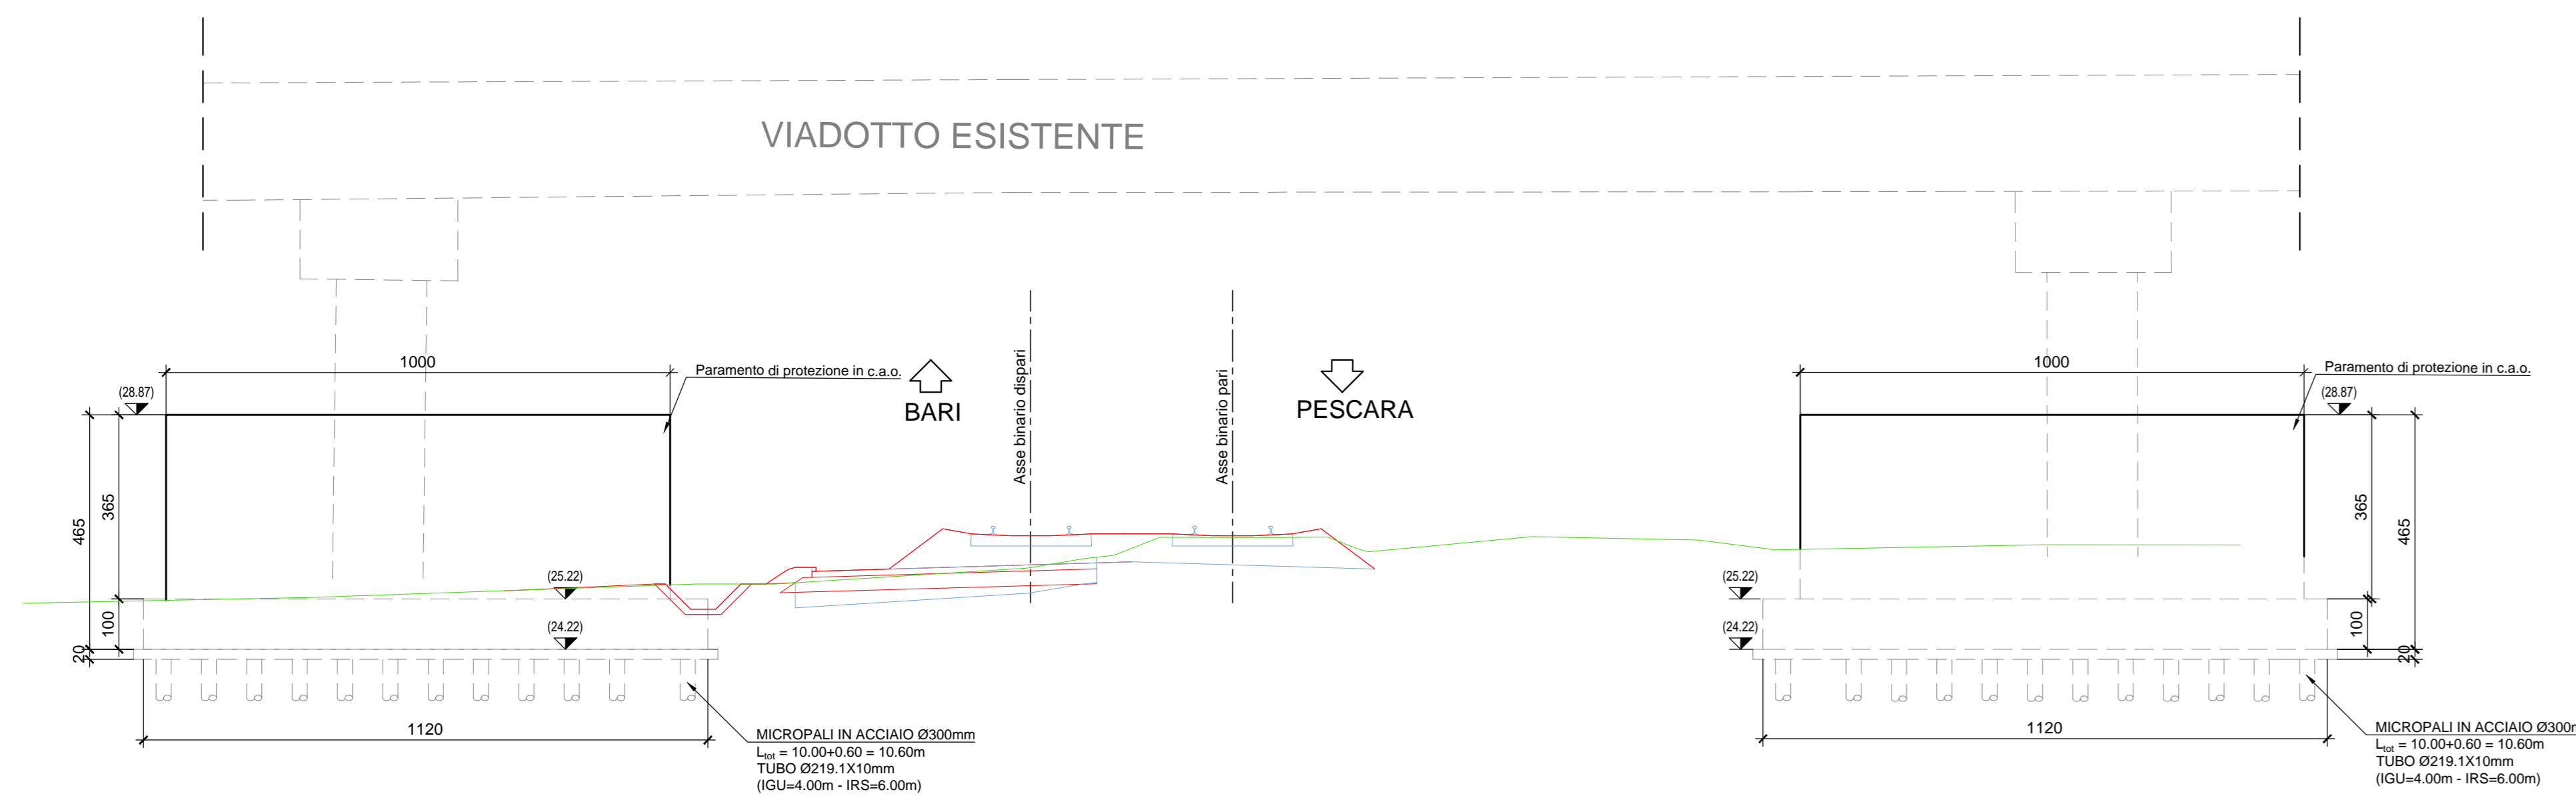 VIADOTTO ESISTENTE
1000
Paramento di protezione in c.a.o.
BARI
Asse binario dispari
Asse binario pari
PESCARA
1000
Paramento di protezione in c.a.o.
(28.87)
(28.87)
465
365
365
465
(25.22)
(25.22)
100
100
(24.22)
(24.22)
20
20
1120
1120
MICROPALI IN ACCIAIO Ø300mm
Ltot = 10.00+0.60 = 10.60m
TUBO Ø219.1X10mm
(IGU=4.00m - IRS=6.00m)
MICROPALI IN ACCIAIO Ø300m
Ltot = 10.00+0.60 = 10.60m
TUBO Ø219.1X10mm
(IGU=4.00m - IRS=6.00m)